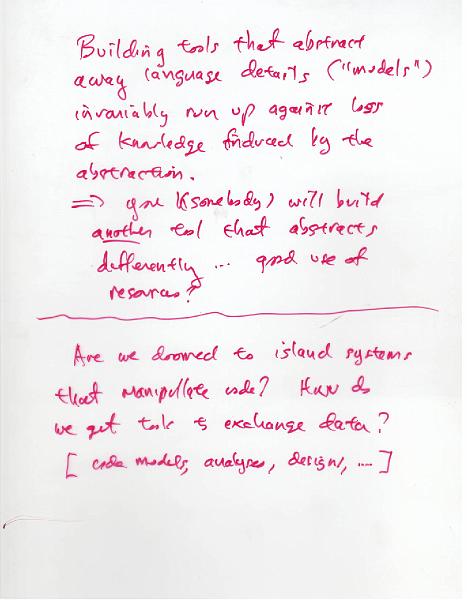 Building tools that abstract
away language details ("models")
invariably run up against loss
of knowledge induced by the
abstraction.
⇒ you (somebody) will build
another tool that abstracts
differently ... good use of
resources?
Are we doomed to island systems
that manipulate code? How do
we get tools to exchange data?
[ code models, analyses, designs, ... ]